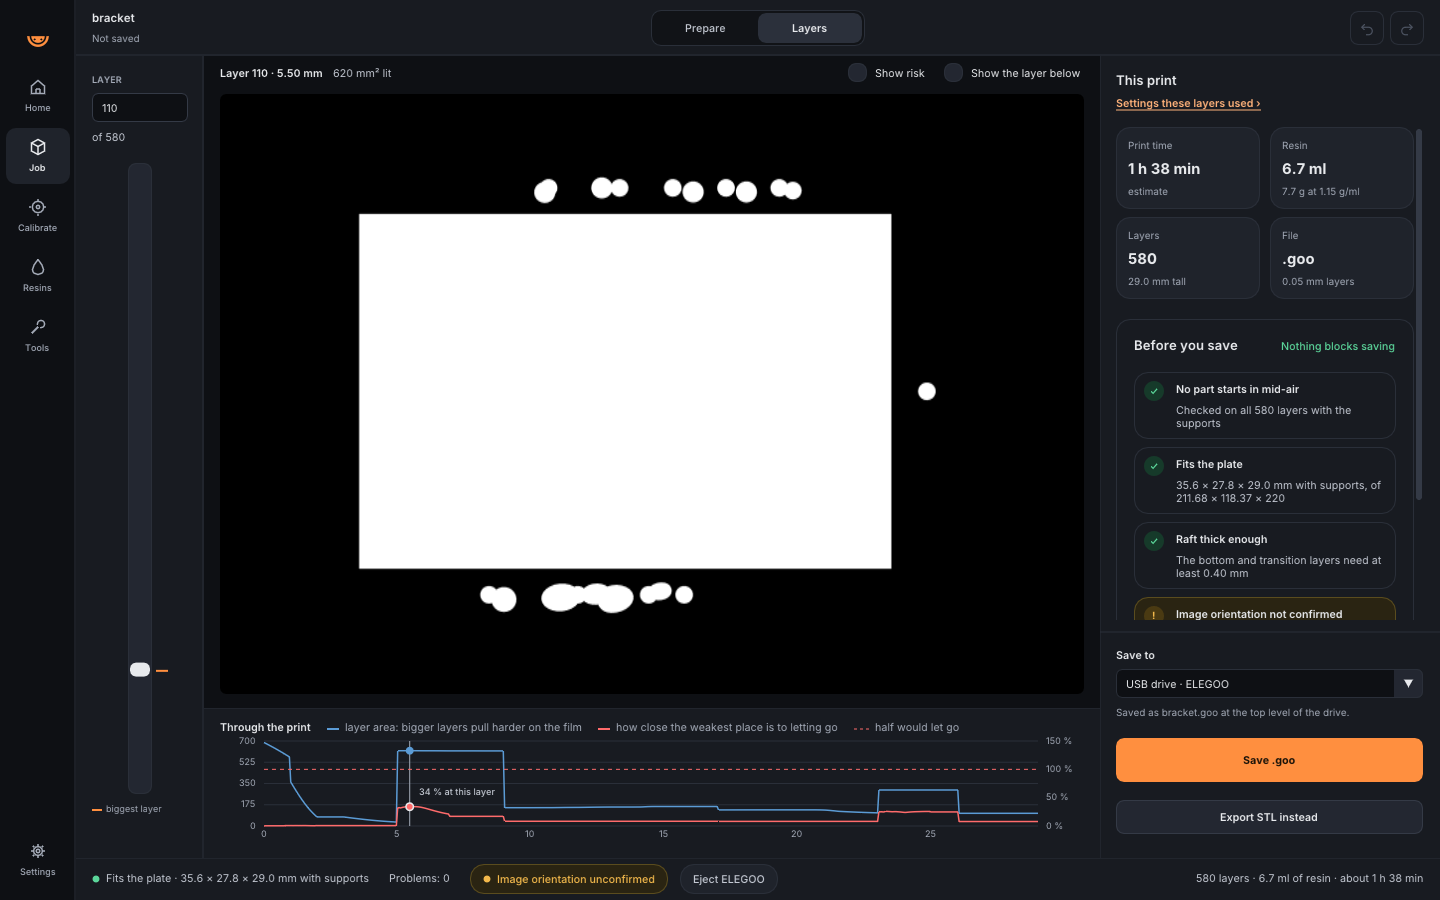 bracket
Not saved
Prepare
Layers
Home
Job
Calibrate
Resins
Tools
Settings
LAYER
110
of 580
biggest layer
Layer 110 · 5.50 mm 620 mm² lit
Show risk
Show the layer below
Through the print
layer area: bigger layers pull harder on the film
how close the weakest place is to letting go
half would let go
700
525
350
175
0
150 %
100 %
50 %
0 %
34 % at this layer
0
5
10
15
20
25
This print
Settings these layers used ›
Print time
1 h 38 min
estimate
Resin
6.7 ml
7.7 g at 1.15 g/ml
Layers
580
29.0 mm tall
File
.goo
0.05 mm layers
Before you save
Nothing blocks saving
No part starts in mid-air
Checked on all 580 layers with the
supports
Fits the plate
35.6 × 27.8 × 29.0 mm with supports, of
211.68 × 118.37 × 220
Raft thick enough
The bottom and transition layers need at
least 0.40 mm
! Image orientation not confirmed
Save to
USB drive · ELEGOO
Saved as bracket.goo at the top level of the drive.
Save .goo
Export STL instead
Fits the plate · 35.6 × 27.8 × 29.0 mm with supports
Problems: 0
Image orientation unconfirmed
Eject ELEGOO
580 layers · 6.7 ml of resin · about 1 h 38 min